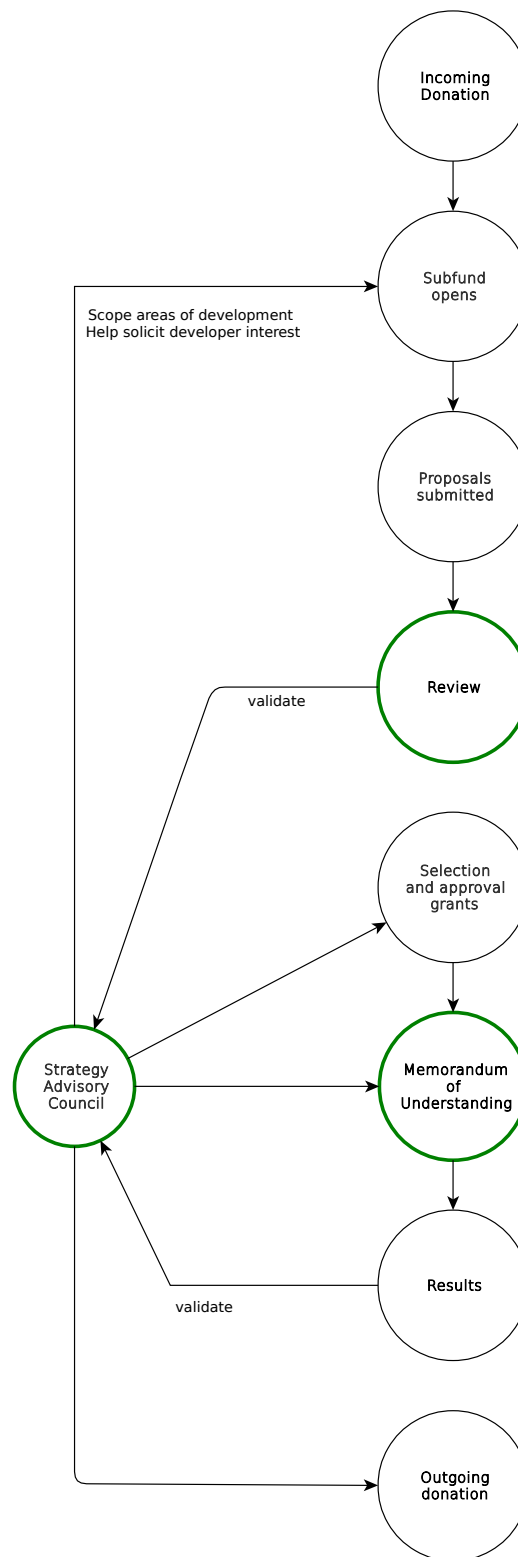 Incoming
Donation
Subfund
opens
Scope areas of development
Help solicit developer interest
Proposals
submitted
Review
validate
Selection
and approval
grants
Strategy
Advisory
Council
Memorandum
of
Understanding
Results
validate
Outgoing
donation